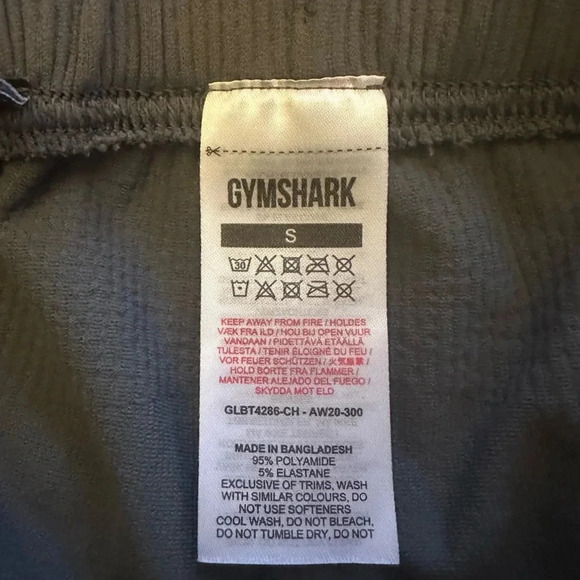 GYMSHARK
S
30
KEEP AWAY FROM FIRE / HOLDES
VÆK FRA ILD / HOU BIJ OPEN VUUR
VANDAAN / PIDETTÄVÄ ETÄÄLLÄ
TULESTA / TENIR ÉLOIGNÉ DU FEU /
VOR FEUER SCHÜTZEN / 火気厳禁 /
HOLD BORTE FRA FLAMMER /
MANTENER ALEJADO DEL FUEGO /
SKYDDA MOT ELD
GLBT4286-CH - AW20-300
MADE IN BANGLADESH
95% POLYAMIDE
5% ELASTANE
EXCLUSIVE OF TRIMS, WASH
WITH SIMILAR COLOURS, DO
NOT USE SOFTENERS
COOL WASH, DO NOT BLEACH,
DO NOT TUMBLE DRY, DO NOT